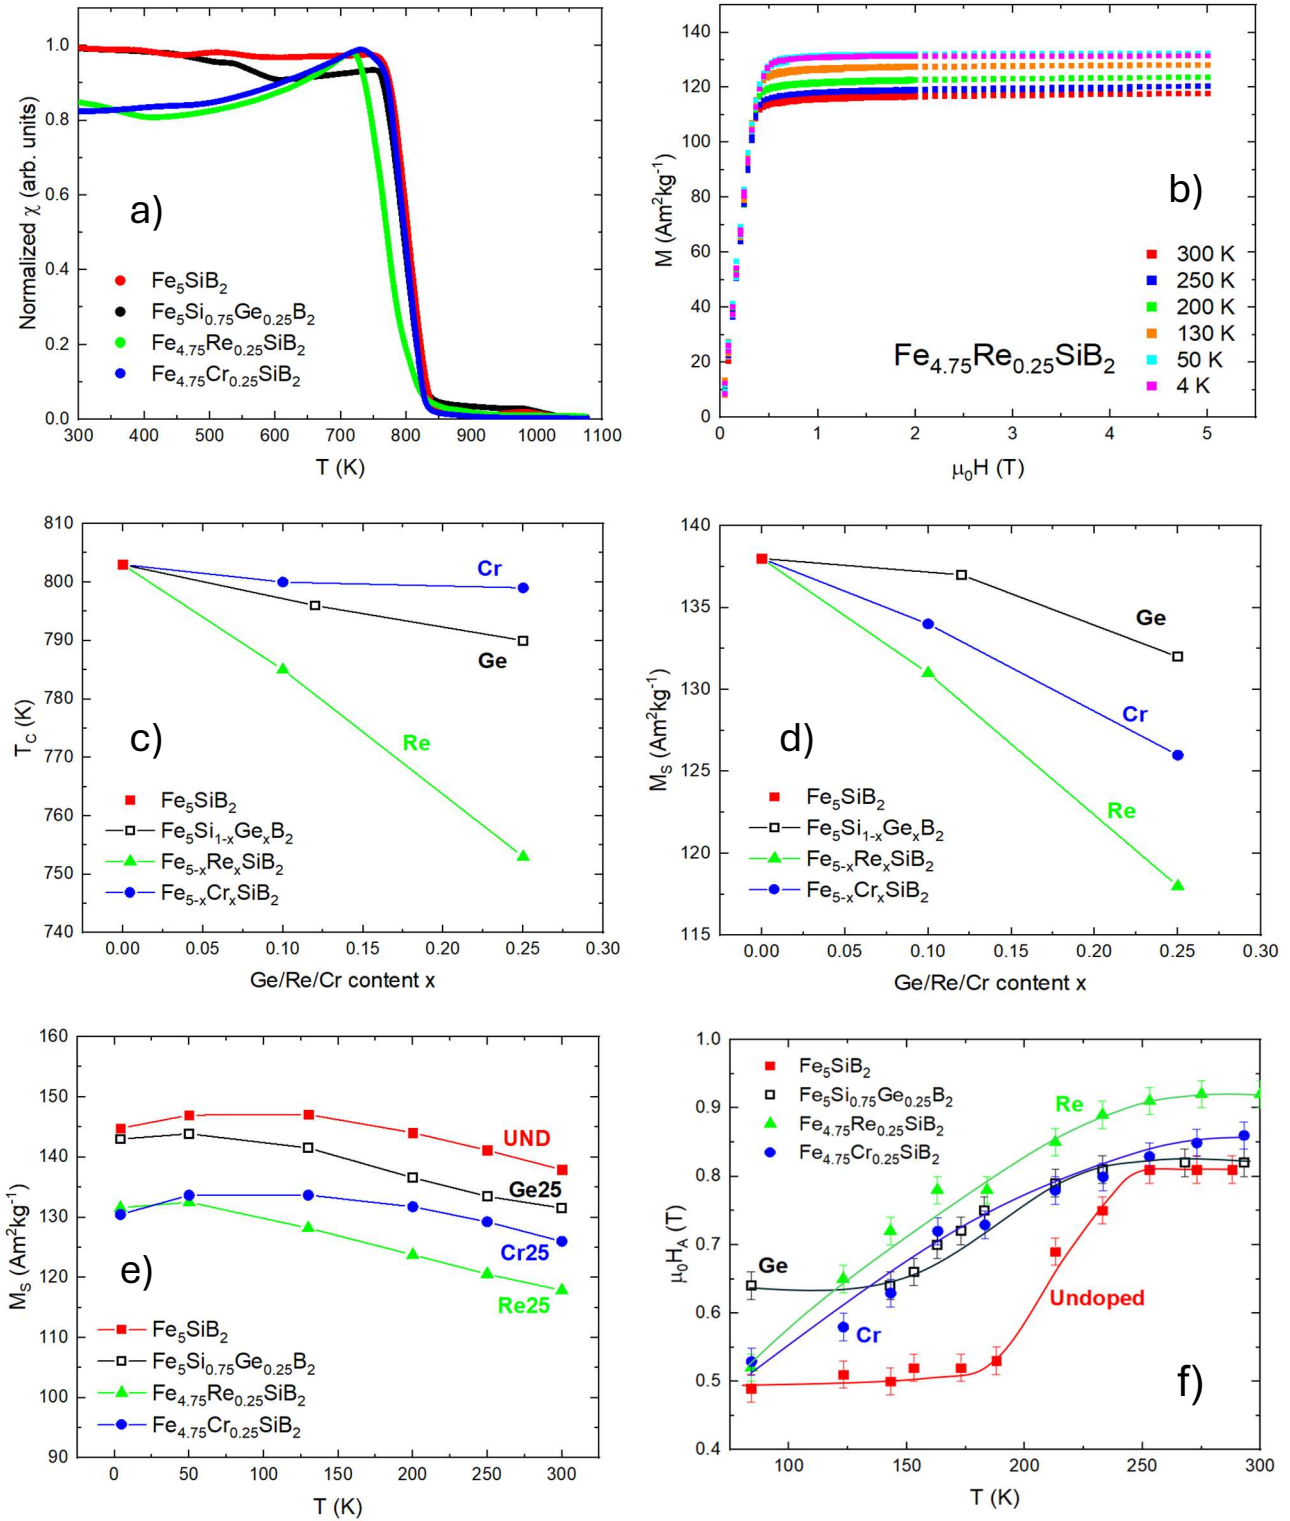 1.0
0.8
0.6
0.4
0.2
0.0
Normalized χ (arb. units)
a)
Fe5SiB2
Fe5Si0.75Ge0.25B2
Fe4.75Re0.25SiB2
Fe4.75Cr0.25SiB2
300 400 500 600 700 800 900 1000 1100
T (K)
140
120
100
80
60
40
20
0
M (Am²kg⁻¹)
b)
300 K
250 K
200 K
130 K
50 K
4 K
Fe4.75Re0.25SiB2
0 1 2 3 4 5
μ0H (T)
810
800
790
780
770
760
750
740
TC (K)
Cr
Ge
Re
c)
Fe5SiB2
Fe5Si1-xGexB2
Fe5-xRexSiB2
Fe5-xCrxSiB2
0.00 0.05 0.10 0.15 0.20 0.25 0.30
Ge/Re/Cr content x
140
135
130
125
120
115
MS (Am²kg⁻¹)
Ge
Cr
Re
d)
Fe5SiB2
Fe5Si1-xGexB2
Fe5-xRexSiB2
Fe5-xCrxSiB2
0.00 0.05 0.10 0.15 0.20 0.25 0.30
Ge/Re/Cr content x
160
150
140
130
120
110
100
90
MS (Am²kg⁻¹)
UND
Ge25
Cr25
Re25
e)
Fe5SiB2
Fe5Si0.75Ge0.25B2
Fe4.75Re0.25SiB2
Fe4.75Cr0.25SiB2
0 50 100 150 200 250 300
T (K)
1.0
0.9
0.8
0.7
0.6
0.5
0.4
μ0HA (T)
Fe5SiB2
Fe5Si0.75Ge0.25B2
Fe4.75Re0.25SiB2
Fe4.75Cr0.25SiB2
Re
Ge
Cr
Undoped
f)
100 150 200 250 300
T (K)